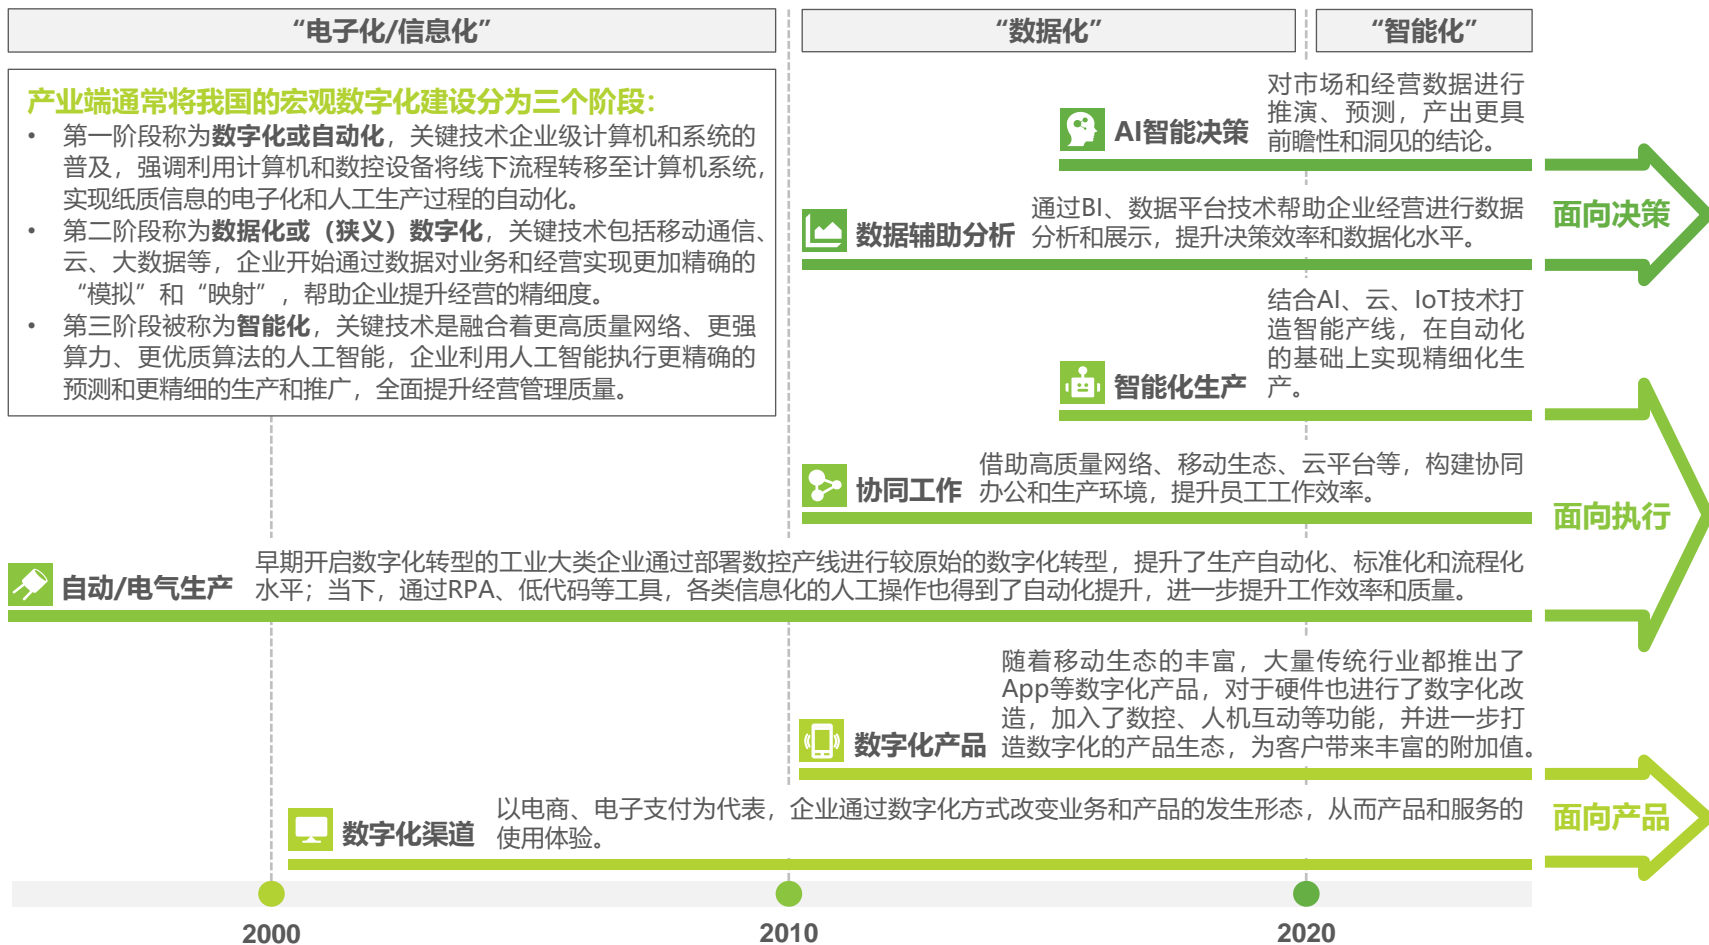 “电子化/信息化”
“数据化”
“智能化”
产业端通常将我国的宏观数字化建设分为三个阶段：
• 第一阶段称为数字化或自动化，关键技术企业级计算机和系统的
普及，强调利用计算机和数控设备将线下流程转移至计算机系统，
实现纸质信息的电子化和人工生产过程的自动化。
• 第二阶段称为数据化或（狭义）数字化，关键技术包括移动通信、
云、大数据等，企业开始通过数据对业务和经营实现更加精确的
“模拟”和“映射”，帮助企业提升经营的精细度。
• 第三阶段被称为智能化，关键技术是融合着更高质量网络、更强
算力、更优质算法的人工智能，企业利用人工智能执行更精确的
预测和更精细的生产和推广，全面提升经营管理质量。
AI智能决策
对市场和经营数据进行
推演、预测，产出更具
前瞻性和洞见的结论。
数据辅助分析
通过BI、数据平台技术帮助企业经营进行数据
分析和展示，提升决策效率和数据化水平。
面向决策
智能化生产
结合AI、云、IoT技术打
造智能产线，在自动化
的基础上实现精细化生
产。
协同工作
借助高质量网络、移动生态、云平台等，构建协同
办公和生产环境，提升员工工作效率。
面向执行
自动/电气生产
早期开启数字化转型的工业大类企业通过部署数控产线进行较原始的数字化转型，提升了生产自动化、标准化和流程化
水平；当下，通过RPA、低代码等工具，各类信息化的人工操作也得到了自动化提升，进一步提升工作效率和质量。
数字化产品
随着移动生态的丰富，大量传统行业都推出了
App等数字化产品，对于硬件也进行了数字化改
造，加入了数控、人机互动等功能，并进一步打
造数字化的产品生态，为客户带来丰富的附加值。
数字化渠道
以电商、电子支付为代表，企业通过数字化方式改变业务和产品的发生形态，从而产品和服务的
使用体验。
面向产品
2000
2010
2020